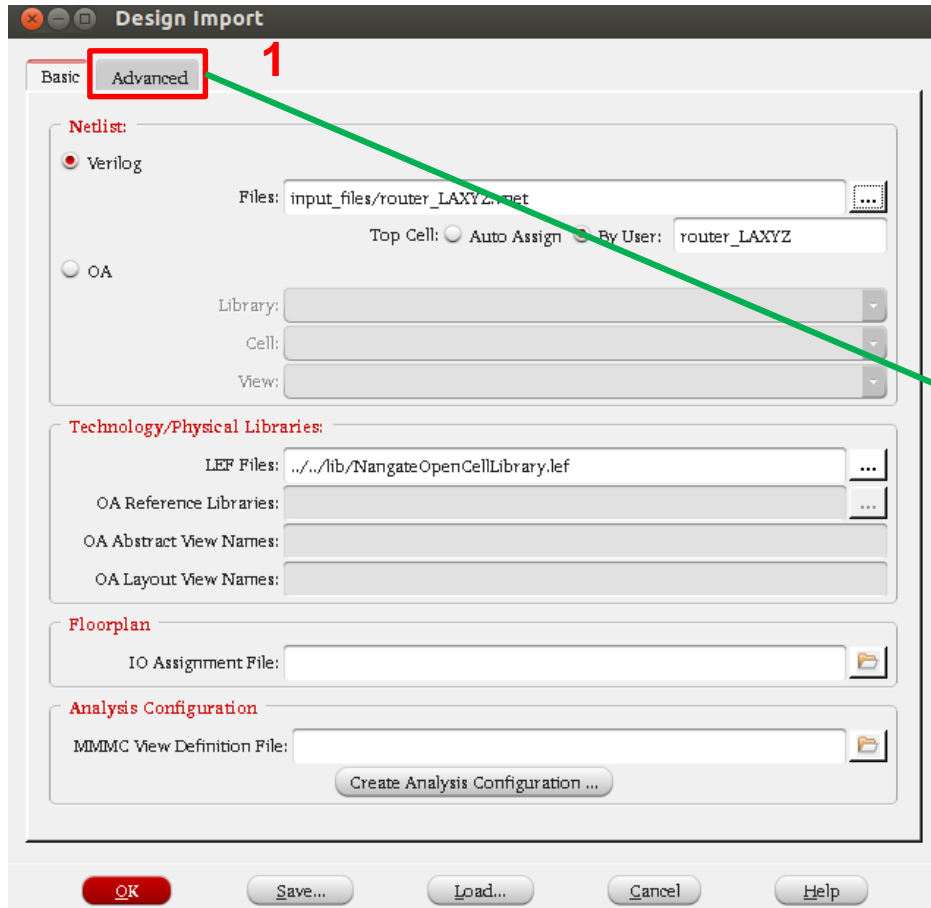 Design Import
1
Basic Advanced
Netlist:
Verilog
Files: input_files/router_LAXYZ. ...
Top Cell: Auto Assign By User: router_LAXYZ
OA
Library:
Cell:
View:
Technology/Physical Libraries:
LEF Files: ../../lib/NangateOpenCellLibrary.lef ...
OA Reference Libraries: ...
OA Abstract View Names:
OA Layout View Names:
Floorplan
IO Assignment File:
Analysis Configuration
MMMC View Definition File:
Create Analysis Configuration ...
OK Save... Load... Cancel Help